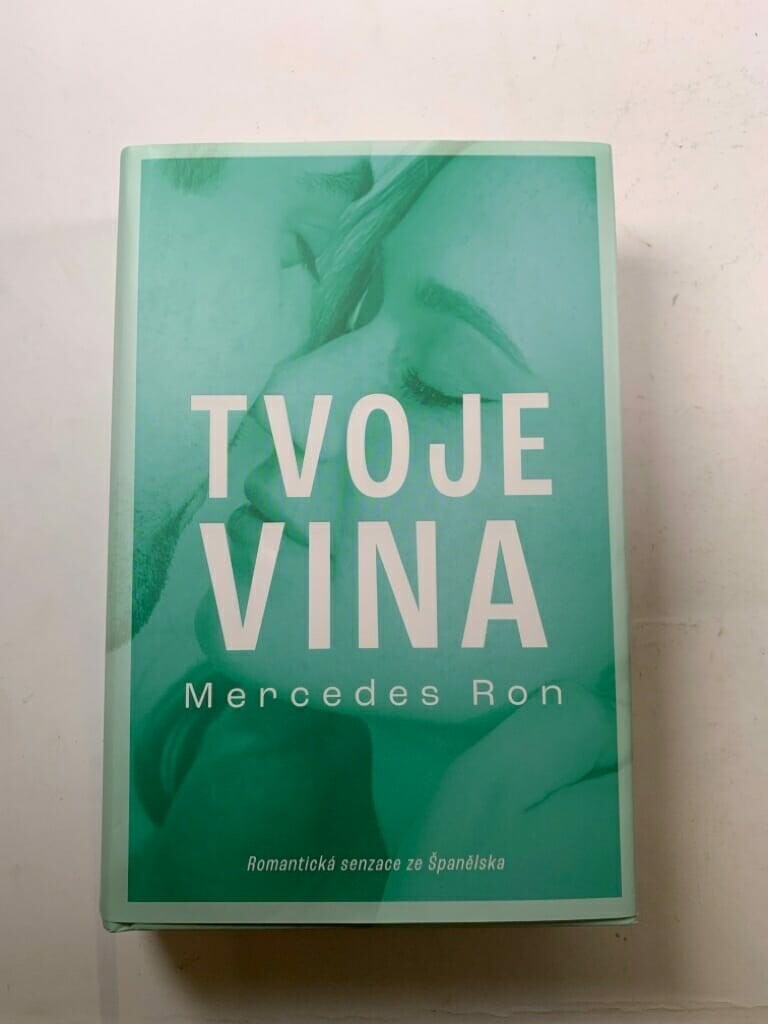 TVOJE
VINA
Mercedes Ron
Romantická senzace ze Španělska